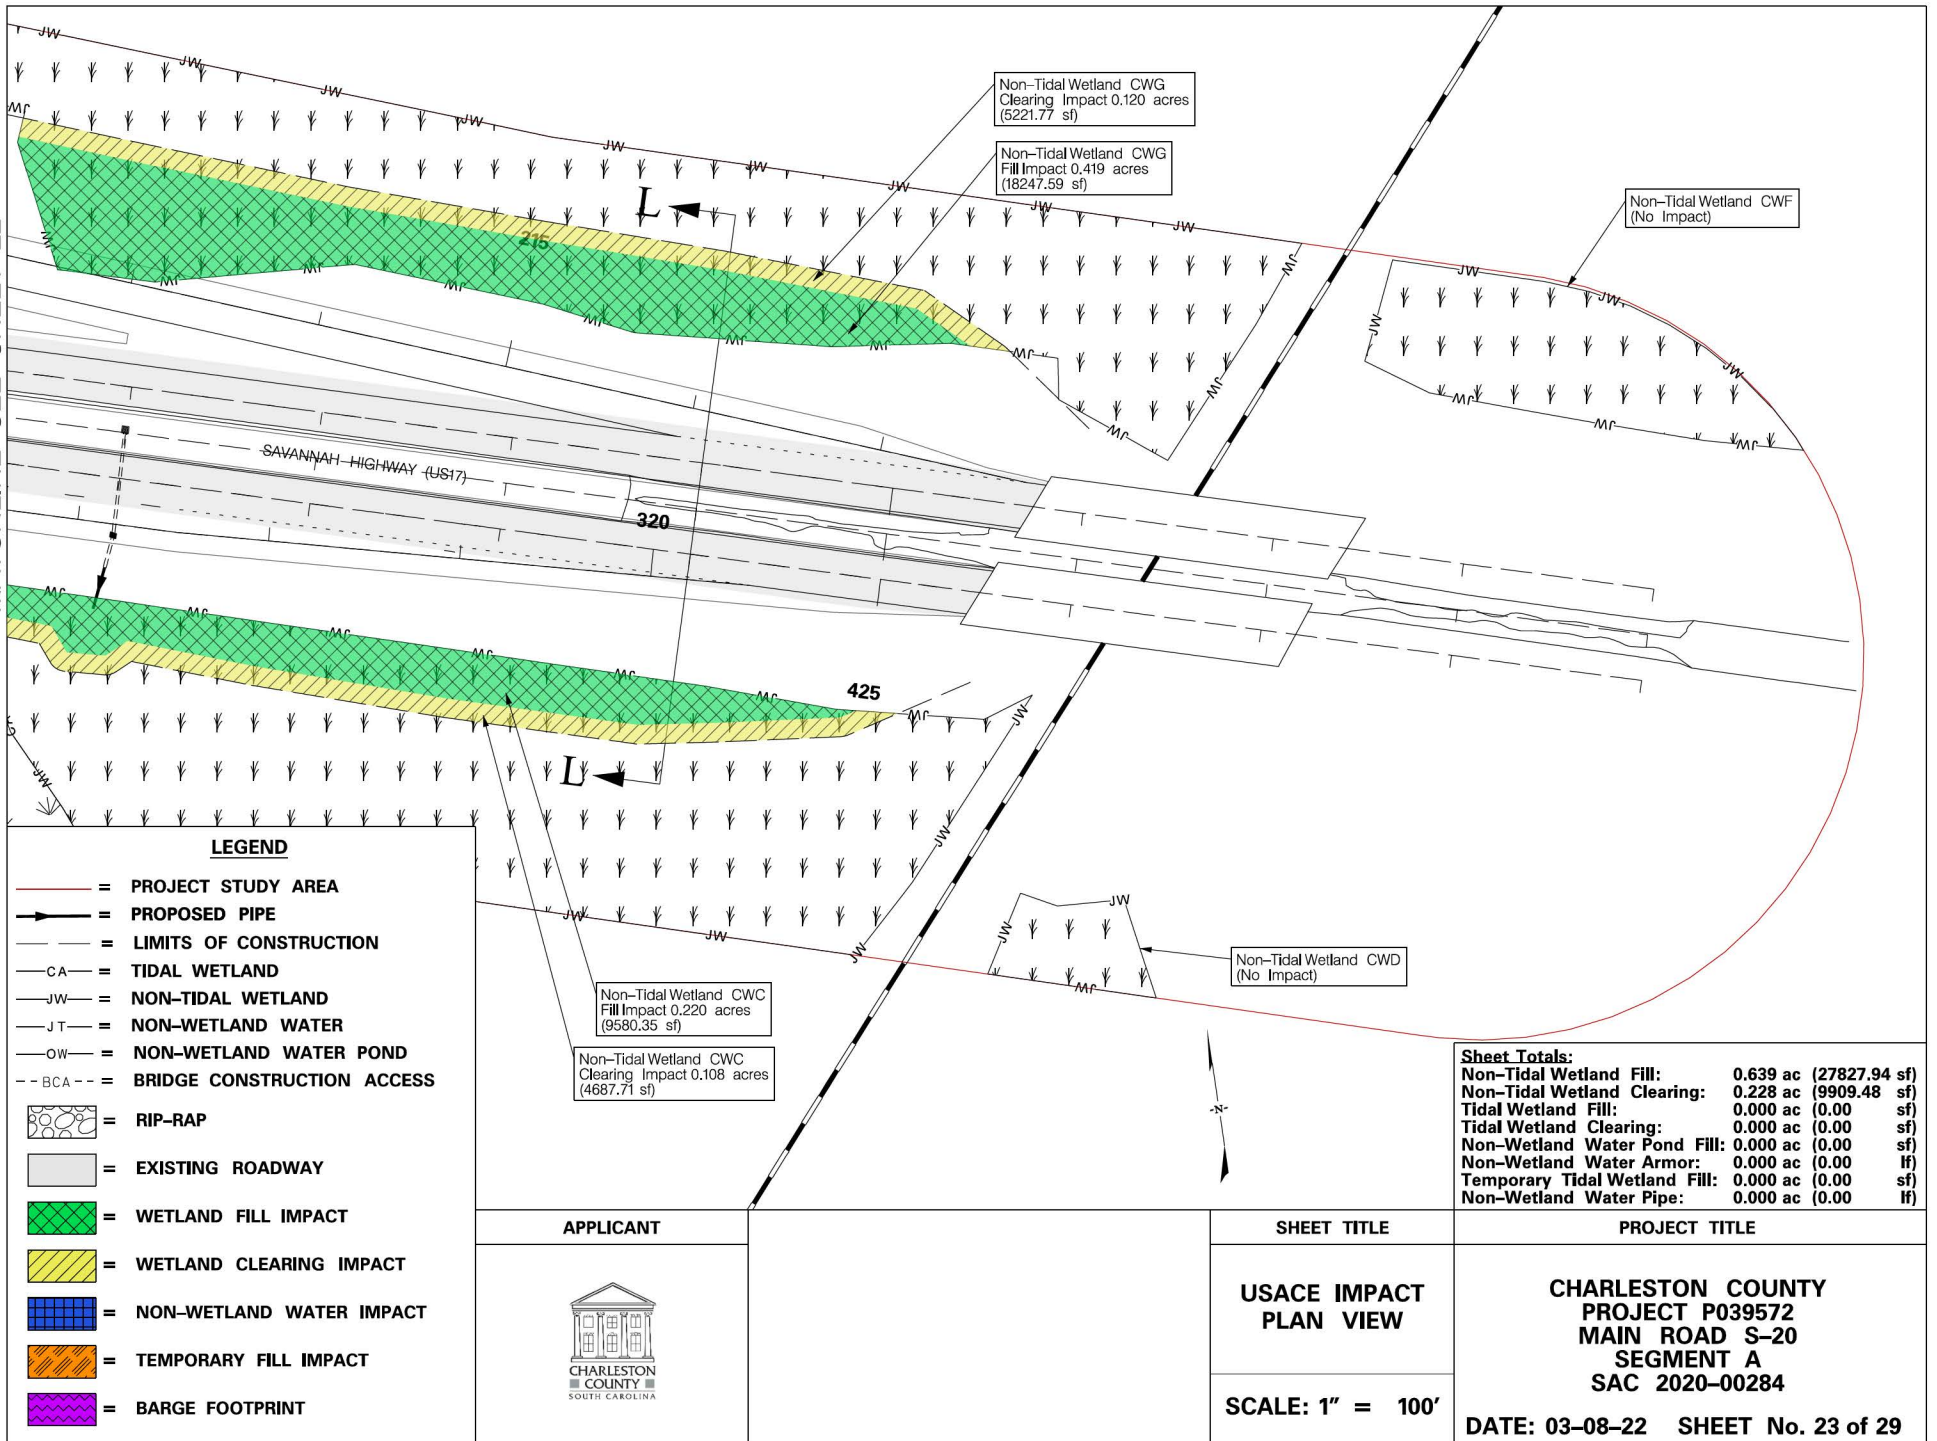 Non-Tidal Wetland CWG
Clearing Impact 0.120 acres
(5221.77 sf)
Non-Tidal Wetland CWG
Fill Impact 0.419 acres
(18247.59 sf)
Non-Tidal Wetland CWF
(No Impact)
L
215
SAVANNAH HIGHWAY (US17)
320
425
L
Non-Tidal Wetland CWD
(No Impact)
Non-Tidal Wetland CWC
Fill Impact 0.220 acres
(9580.35 sf)
Non-Tidal Wetland CWC
Clearing Impact 0.108 acres
(4687.71 sf)
-N-
LEGEND
= PROJECT STUDY AREA
= PROPOSED PIPE
= LIMITS OF CONSTRUCTION
CA = TIDAL WETLAND
JW = NON-TIDAL WETLAND
JT = NON-WETLAND WATER
OW = NON-WETLAND WATER POND
BCA = BRIDGE CONSTRUCTION ACCESS
= RIP-RAP
= EXISTING ROADWAY
= WETLAND FILL IMPACT
= WETLAND CLEARING IMPACT
= NON-WETLAND WATER IMPACT
= TEMPORARY FILL IMPACT
= BARGE FOOTPRINT
Sheet Totals:
Non-Tidal Wetland Fill: 0.639 ac (27827.94 sf)
Non-Tidal Wetland Clearing: 0.228 ac (9909.48 sf)
Tidal Wetland Fill: 0.000 ac (0.00 sf)
Tidal Wetland Clearing: 0.000 ac (0.00 sf)
Non-Wetland Water Pond Fill: 0.000 ac (0.00 sf)
Non-Wetland Water Armor: 0.000 ac (0.00 lf)
Temporary Tidal Wetland Fill: 0.000 ac (0.00 sf)
Non-Wetland Water Pipe: 0.000 ac (0.00 lf)
APPLICANT
CHARLESTON
COUNTY
SOUTH CAROLINA
SHEET TITLE
USACE IMPACT
PLAN VIEW
SCALE: 1" = 100'
PROJECT TITLE
CHARLESTON COUNTY
PROJECT P039572
MAIN ROAD S-20
SEGMENT A
SAC 2020-00284
DATE: 03-08-22 SHEET No. 23 of 29